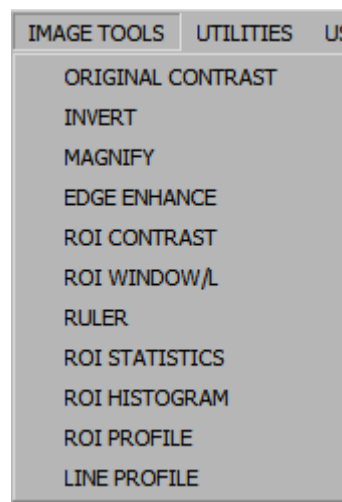 IMAGE TOOLS UTILITIES
ORIGINAL CONTRAST
INVERT
MAGNIFY
EDGE ENHANCE
ROI CONTRAST
ROI WINDOW/L
RULER
ROI STATISTICS
ROI HISTOGRAM
ROI PROFILE
LINE PROFILE